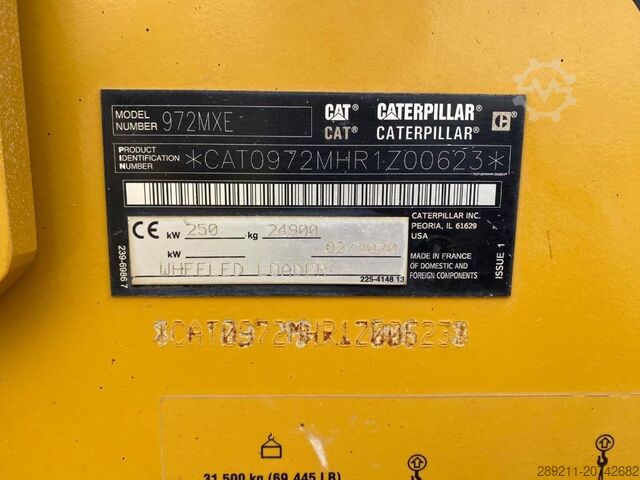 MODEL NUMBER 972MXE CAT CATERPILLAR C
CAT® CATERPILLAR®
PRODUCT IDENTIFICATION NUMBER *CAT0972MHR1Z00623*
CE kW 250 kg 24900
kW 02/2020
WHEELED LOADER
225-4148 13
CATERPILLAR INC.
PEORIA, IL 61629
USA
MADE IN FRANCE
OF DOMESTIC AND
FOREIGN COMPONENTS
239-6986 7
ISSUE 1
*CAT0972MHR1Z00623*
31 500 kg (69 445 LB)
289211-20742682